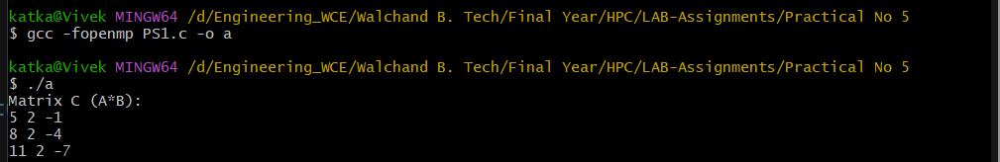 katka@Vivek MINGW64 /d/Engineering_WCE/Walchand B. Tech/Final Year/HPC/LAB-Assignments/Practical No 5
$ gcc -fopenmp PS1.c -o a
katka@Vivek MINGW64 /d/Engineering_WCE/Walchand B. Tech/Final Year/HPC/LAB-Assignments/Practical No 5
$ ./a
Matrix C (A*B):
5 2 -1
8 2 -4
11 2 -7